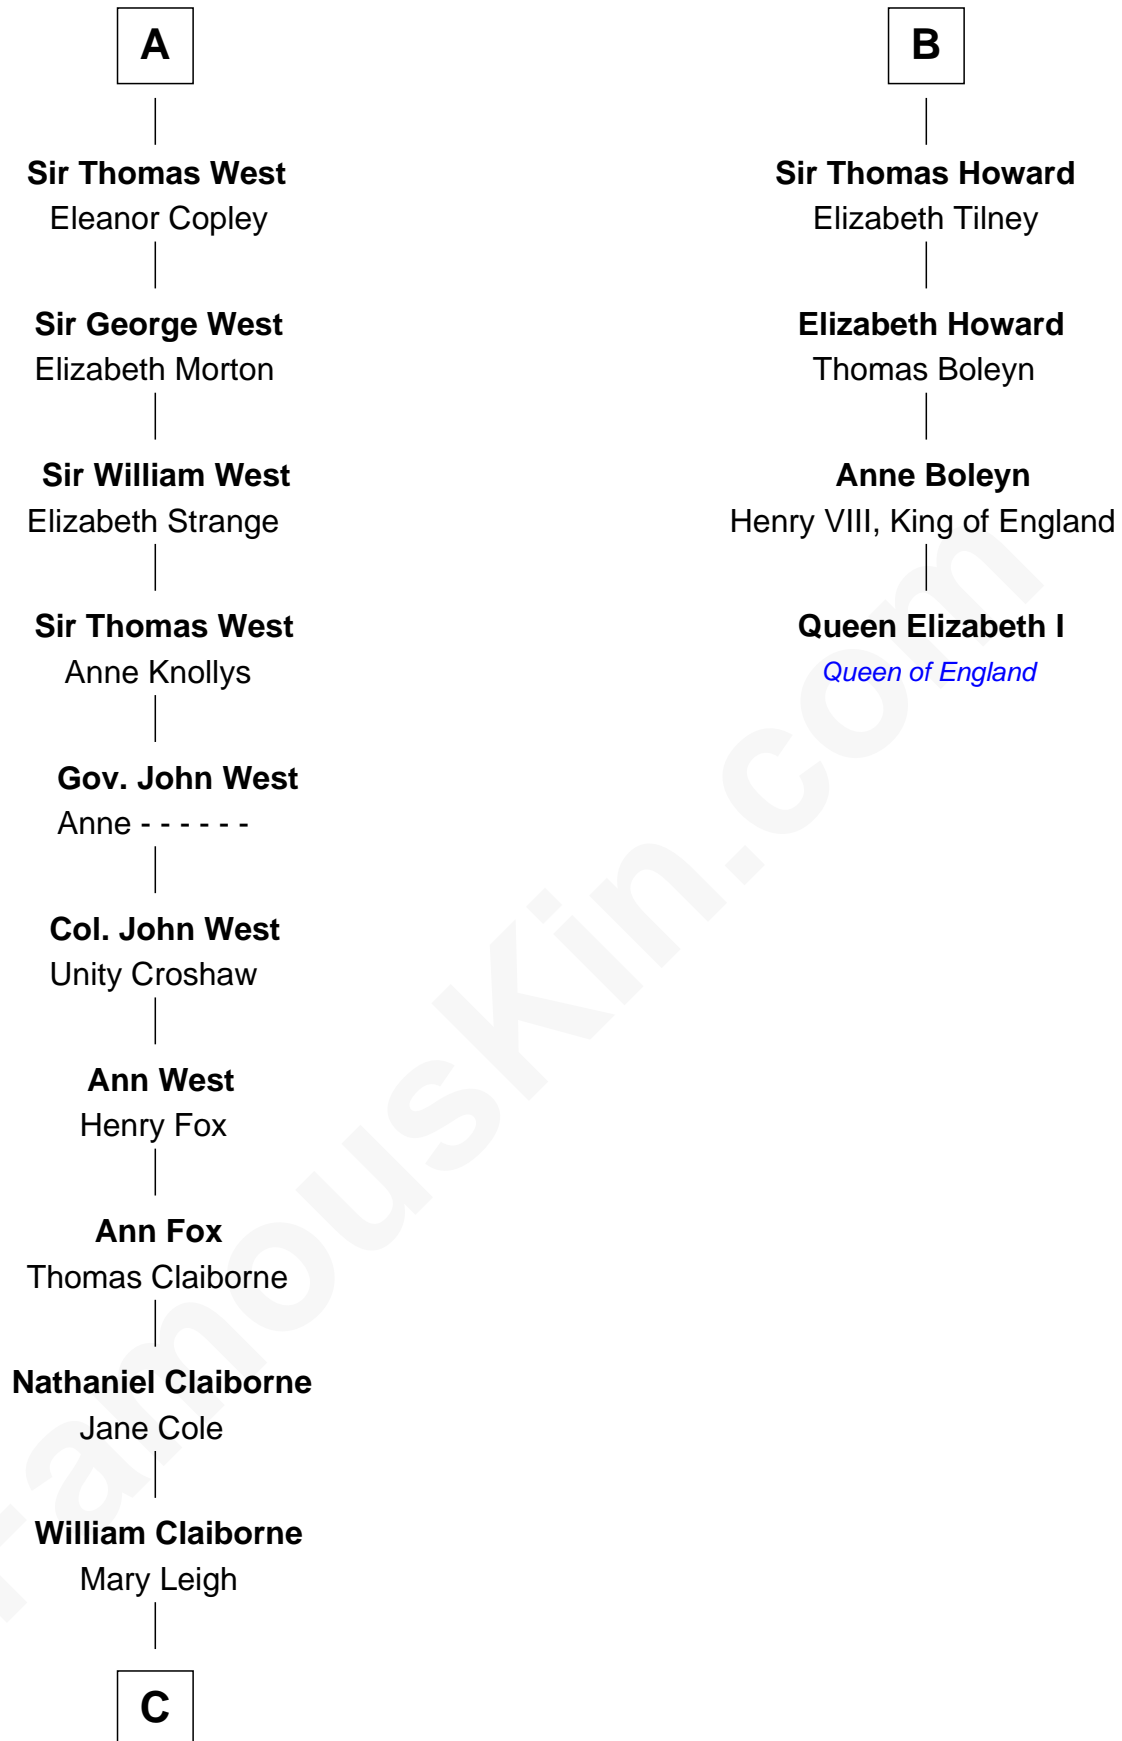 A
Sir Thomas West
Eleanor Copley
Sir George West
Elizabeth Morton
Sir William West
Elizabeth Strange
Sir Thomas West
Anne Knollys
Gov. John West
Anne - - - - - -
Col. John West
Unity Croshaw
Ann West
Henry Fox
Ann Fox
Thomas Claiborne
Nathaniel Claiborne
Jane Cole
William Claiborne
Mary Leigh
C
B
Sir Thomas Howard
Elizabeth Tilney
Elizabeth Howard
Thomas Boleyn
Anne Boleyn
Henry VIII, King of England
Queen Elizabeth I
Queen of England
FamousKin.com